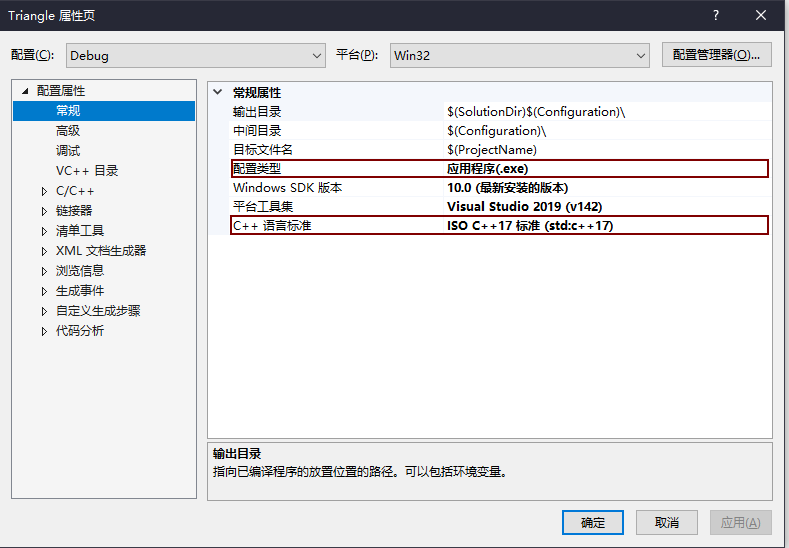 Triangle 属性页
配置(C): Debug 平台(P): Win32 配置管理器(O)...
配置属性
常规
高级
调试
VC++ 目录
C/C++
链接器
清单工具
XML 文档生成器
浏览信息
生成事件
自定义生成步骤
代码分析
常规属性
输出目录 $(SolutionDir)$(Configuration)\
中间目录 $(Configuration)\
目标文件名 $(ProjectName)
配置类型 应用程序(.exe)
Windows SDK 版本 10.0 (最新安装的版本)
平台工具集 Visual Studio 2019 (v142)
C++ 语言标准 ISO C++17 标准 (std:c++17)
输出目录
指向已编译程序的放置位置的路径。可以包括环境变量。
确定 取消 应用(A)